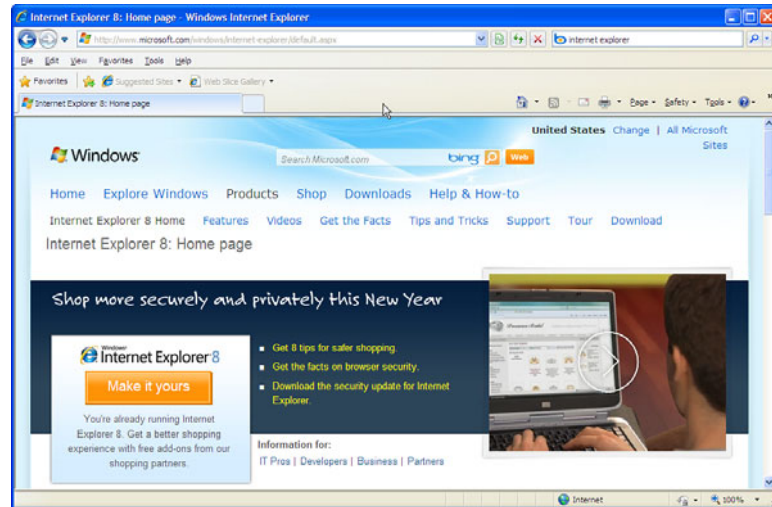 Internet Explorer 8: Home page - Windows Internet Explorer
http://www.microsoft.com/windows/internet-explorer/default.aspx
internet explorer
File Edit View Favorites Tools Help
Favorites Suggested Sites Web Slice Gallery
Internet Explorer 8: Home page
Page Safety Tools
United States Change | All Microsoft
Sites
Windows
Search Microsoft.com bing Web
Home Explore Windows Products Shop Downloads Help & How-to
Internet Explorer 8 Home Features Videos Get the Facts Tips and Tricks Support Tour Download
Internet Explorer 8: Home page
Shop more securely and privately this New Year
Windows
Internet Explorer 8
Make it yours
You're already running Internet
Explorer 8. Get a better shopping
experience with free add-ons from our
shopping partners.
Get 8 tips for safer shopping.
Get the facts on browser security.
Download the security update for Internet
Explorer.
Information for:
IT Pros | Developers | Business | Partners
Internet 100%